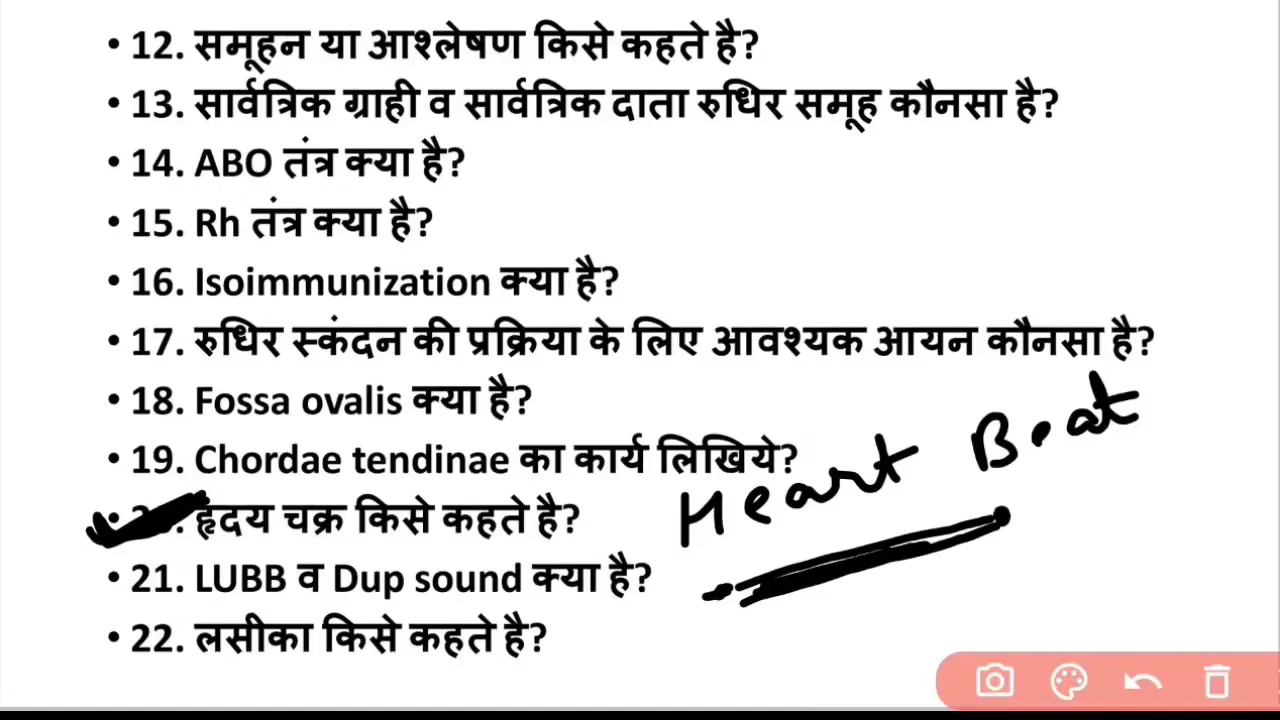 • 12. समूहन या आश्लेषण किसे कहते है?
• 13. सार्वत्रिक ग्राही व सार्वत्रिक दाता रुधिर समूह कौनसा है?
• 14. ABO तंत्र क्या है?
• 15. Rh तंत्र क्या है?
• 16. Isoimmunization क्या है?
• 17. रुधिर स्कंदन की प्रक्रिया के लिए आवश्यक आयन कौनसा है?
• 18. Fossa ovalis क्या है?
• 19. Chordae tendinae का कार्य लिखिये?
Heart Beat
हृदय चक्र किसे कहते है?
• 21. LUBB व Dup sound क्या है?
• 22. लसीका किसे कहते है?